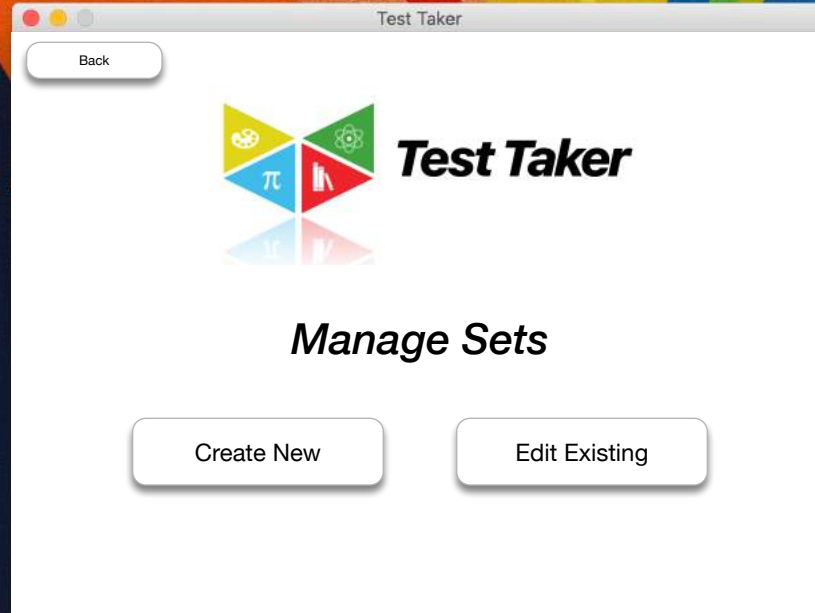 Test Taker
Back
π
Test Taker
Manage Sets
Create New
Edit Existing